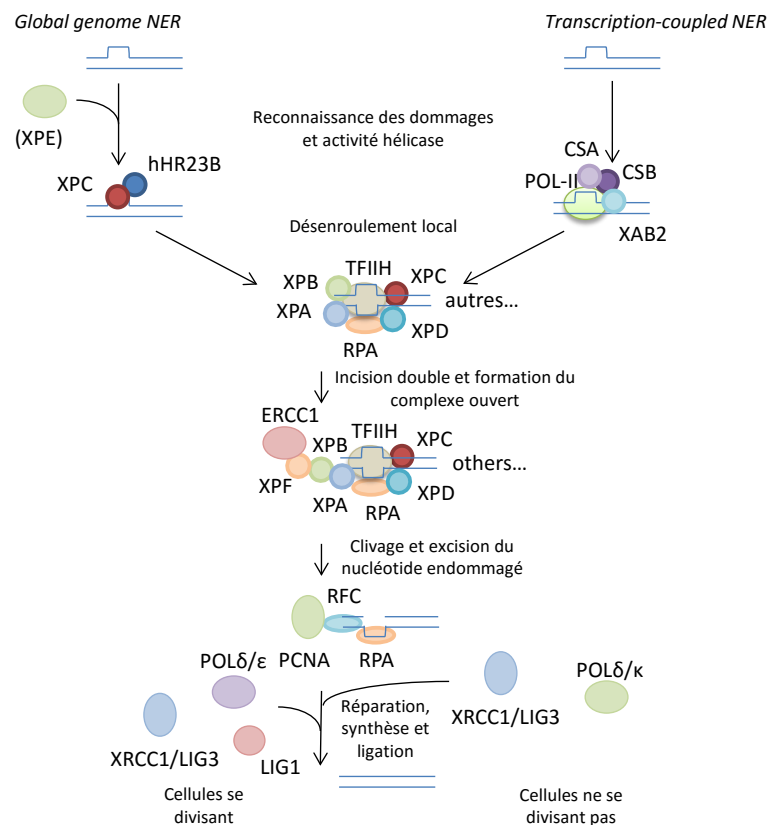 Global genome NER
Transcription-coupled NER
(XPE)
Reconnaissance des dommages
et activité hélicase
hHR23B
XPC
CSA
CSB
POL-II
XAB2
Désenroulement local
TFIIH
XPB
XPC
autres...
XPA
XPD
RPA
Incision double et formation du
complexe ouvert
ERCC1
TFIIH
XPB
XPC
others...
XPF
XPA
RPA
XPD
Clivage et excision du
nucléotide endommagé
RFC
PCNA
RPA
POLδ/ε
POLδ/κ
XRCC1/LIG3
LIG1
Réparation,
synthèse et
ligation
XRCC1/LIG3
Cellules se
divisant
Cellules ne se
divisant pas